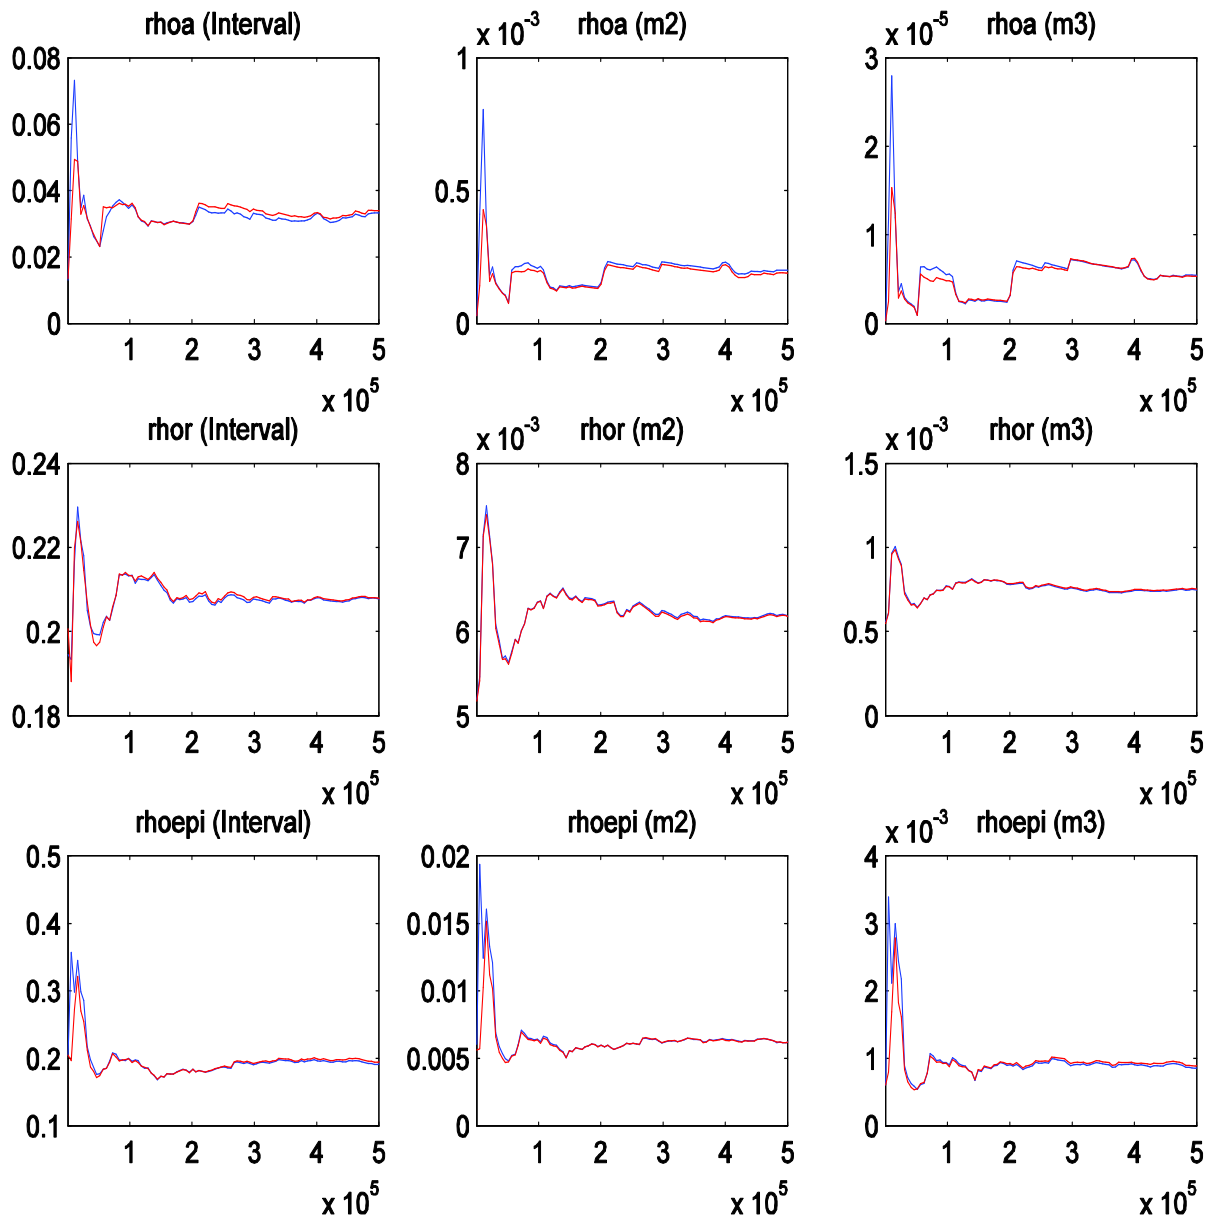 rhoa (Interval)
x 10^-3 rhoa (m2)
x 10^-5 rhoa (m3)
0.08
0.06
0.04
0.02
0
1 2 3 4 5
x 10^5
1
0.5
0
1 2 3 4 5
x 10^5
3
2
1
0
1 2 3 4 5
x 10^5
rhor (Interval)
x 10^-3 rhor (m2)
x 10^-3 rhor (m3)
0.24
0.22
0.2
0.18
1 2 3 4 5
x 10^5
8
7
6
5
1 2 3 4 5
x 10^5
1.5
1
0.5
0
1 2 3 4 5
x 10^5
rhoepi (Interval)
rhoepi (m2)
x 10^-3 rhoepi (m3)
0.5
0.4
0.3
0.2
0.1
1 2 3 4 5
x 10^5
0.02
0.015
0.01
0.005
0
1 2 3 4 5
x 10^5
4
3
2
1
0
1 2 3 4 5
x 10^5